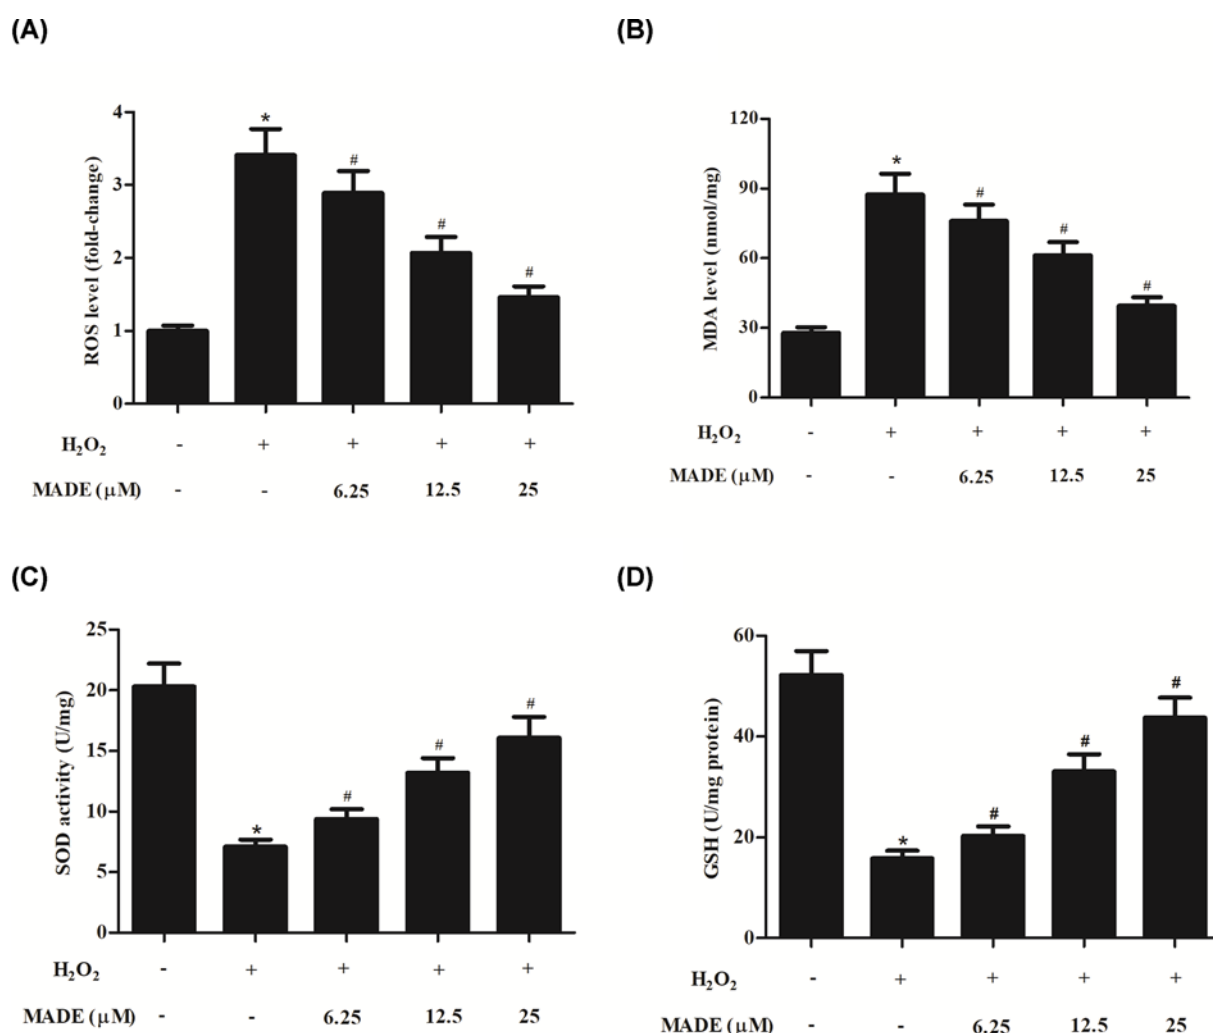 (A)
ROS level (fold-change)
4
3
2
1
0
*
#
#
#
H₂O₂ - + + + +
MADE (μM) - - 6.25 12.5 25
(B)
MDA level (nmol/mg)
120
90
60
30
0
*
#
#
#
H₂O₂ - + + + +
MADE (μM) - - 6.25 12.5 25
(C)
SOD activity (U/mg)
25
20
15
10
5
0
*
#
#
#
H₂O₂ - + + + +
MADE (μM) - - 6.25 12.5 25
(D)
GSH (U/mg protein)
60
40
20
0
*
#
#
#
H₂O₂ - + + + +
MADE (μM) - - 6.25 12.5 25